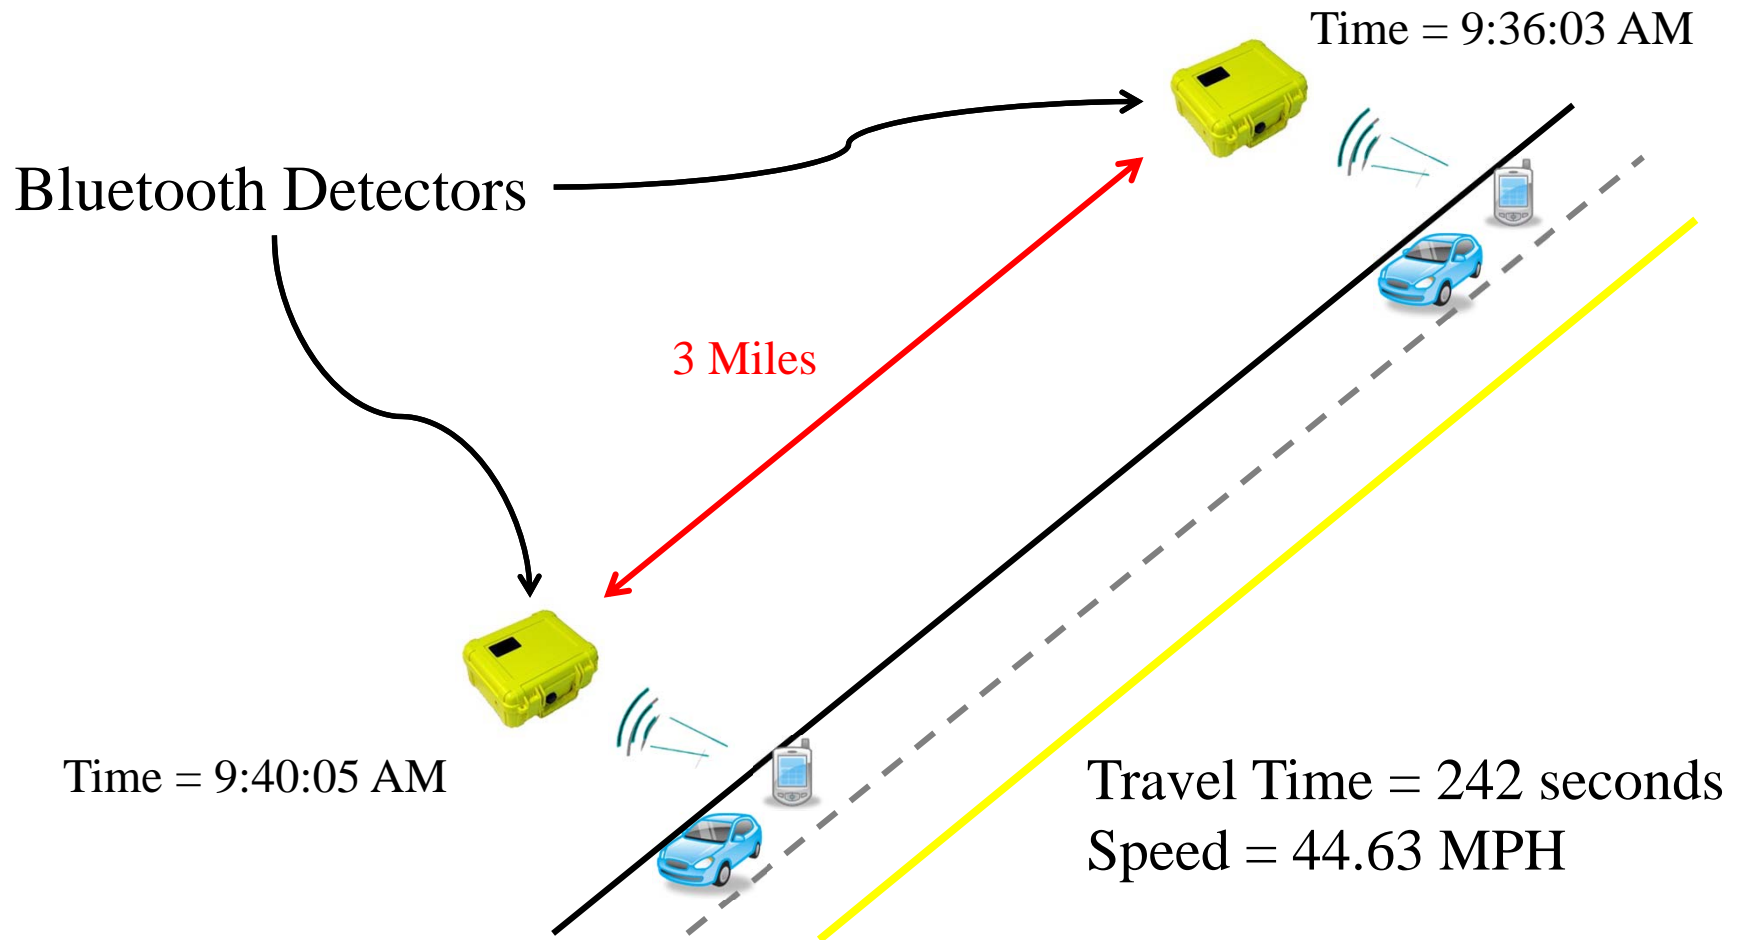 Time = 9:36:03 AM
Bluetooth Detectors
3 Miles
Time = 9:40:05 AM
Travel Time = 242 seconds
Speed = 44.63 MPH